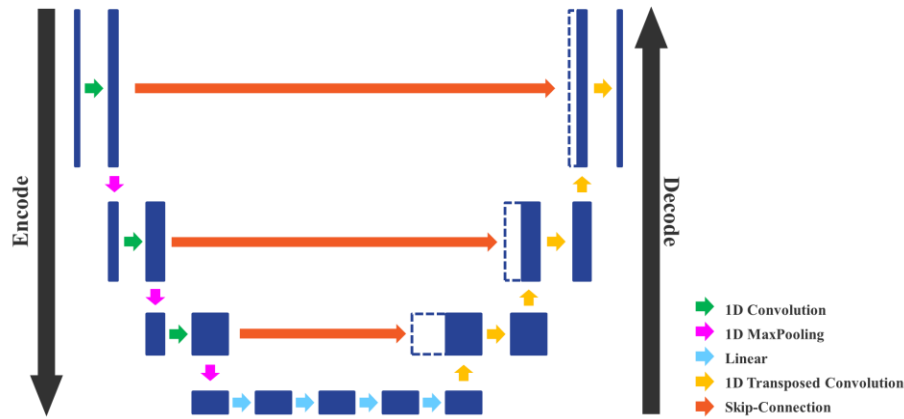 Encode
Decode
1D Convolution
1D MaxPooling
Linear
1D Transposed Convolution
Skip-Connection